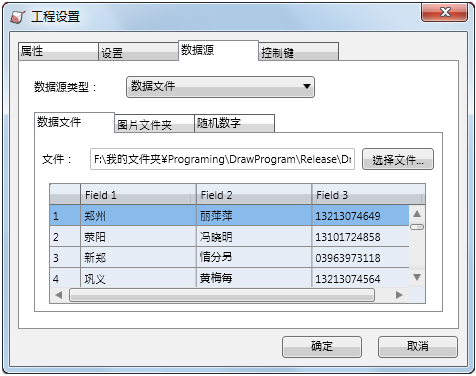 工程设置
属性 设置 数据源 控制键
数据源类型： 数据文件
数据文件 图片文件夹 随机数字
文件： F:\我的文件夹¥Programing\DrawProgram\Release\Dr 选择文件...
Field 1 Field 2 Field 3
1 郑州 丽萍萍 13213074649
2 荥阳 冯晓明 13101724858
3 新郑 情分另 03963973118
4 巩义 黄梅每 13213074564
确定 取消